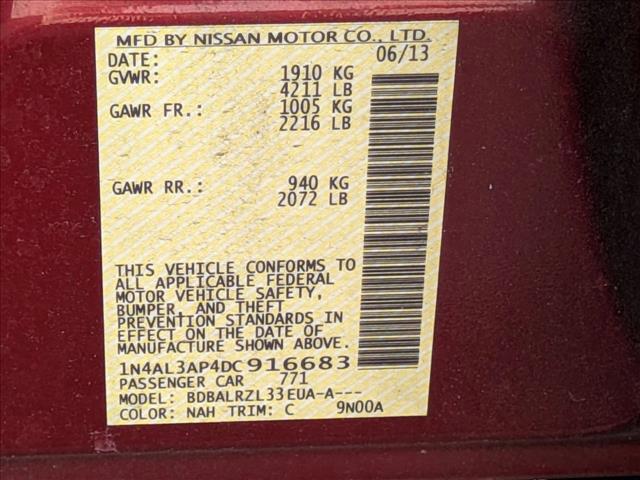 MFD BY NISSAN MOTOR CO., LTD.
DATE: 06/13
GVWR: 1910 KG
4211 LB
GAWR FR.: 1005 KG
2216 LB
GAWR RR.: 940 KG
2072 LB
THIS VEHICLE CONFORMS TO
ALL APPLICABLE FEDERAL
MOTOR VEHICLE SAFETY,
BUMPER, AND THEFT
PREVENTION STANDARDS IN
EFFECT ON THE DATE OF
MANUFACTURE SHOWN ABOVE.
1N4AL3AP4DC916683
PASSENGER CAR 771
MODEL: BDBALRZL33EUA-A---
COLOR: NAH TRIM: C 9N00A